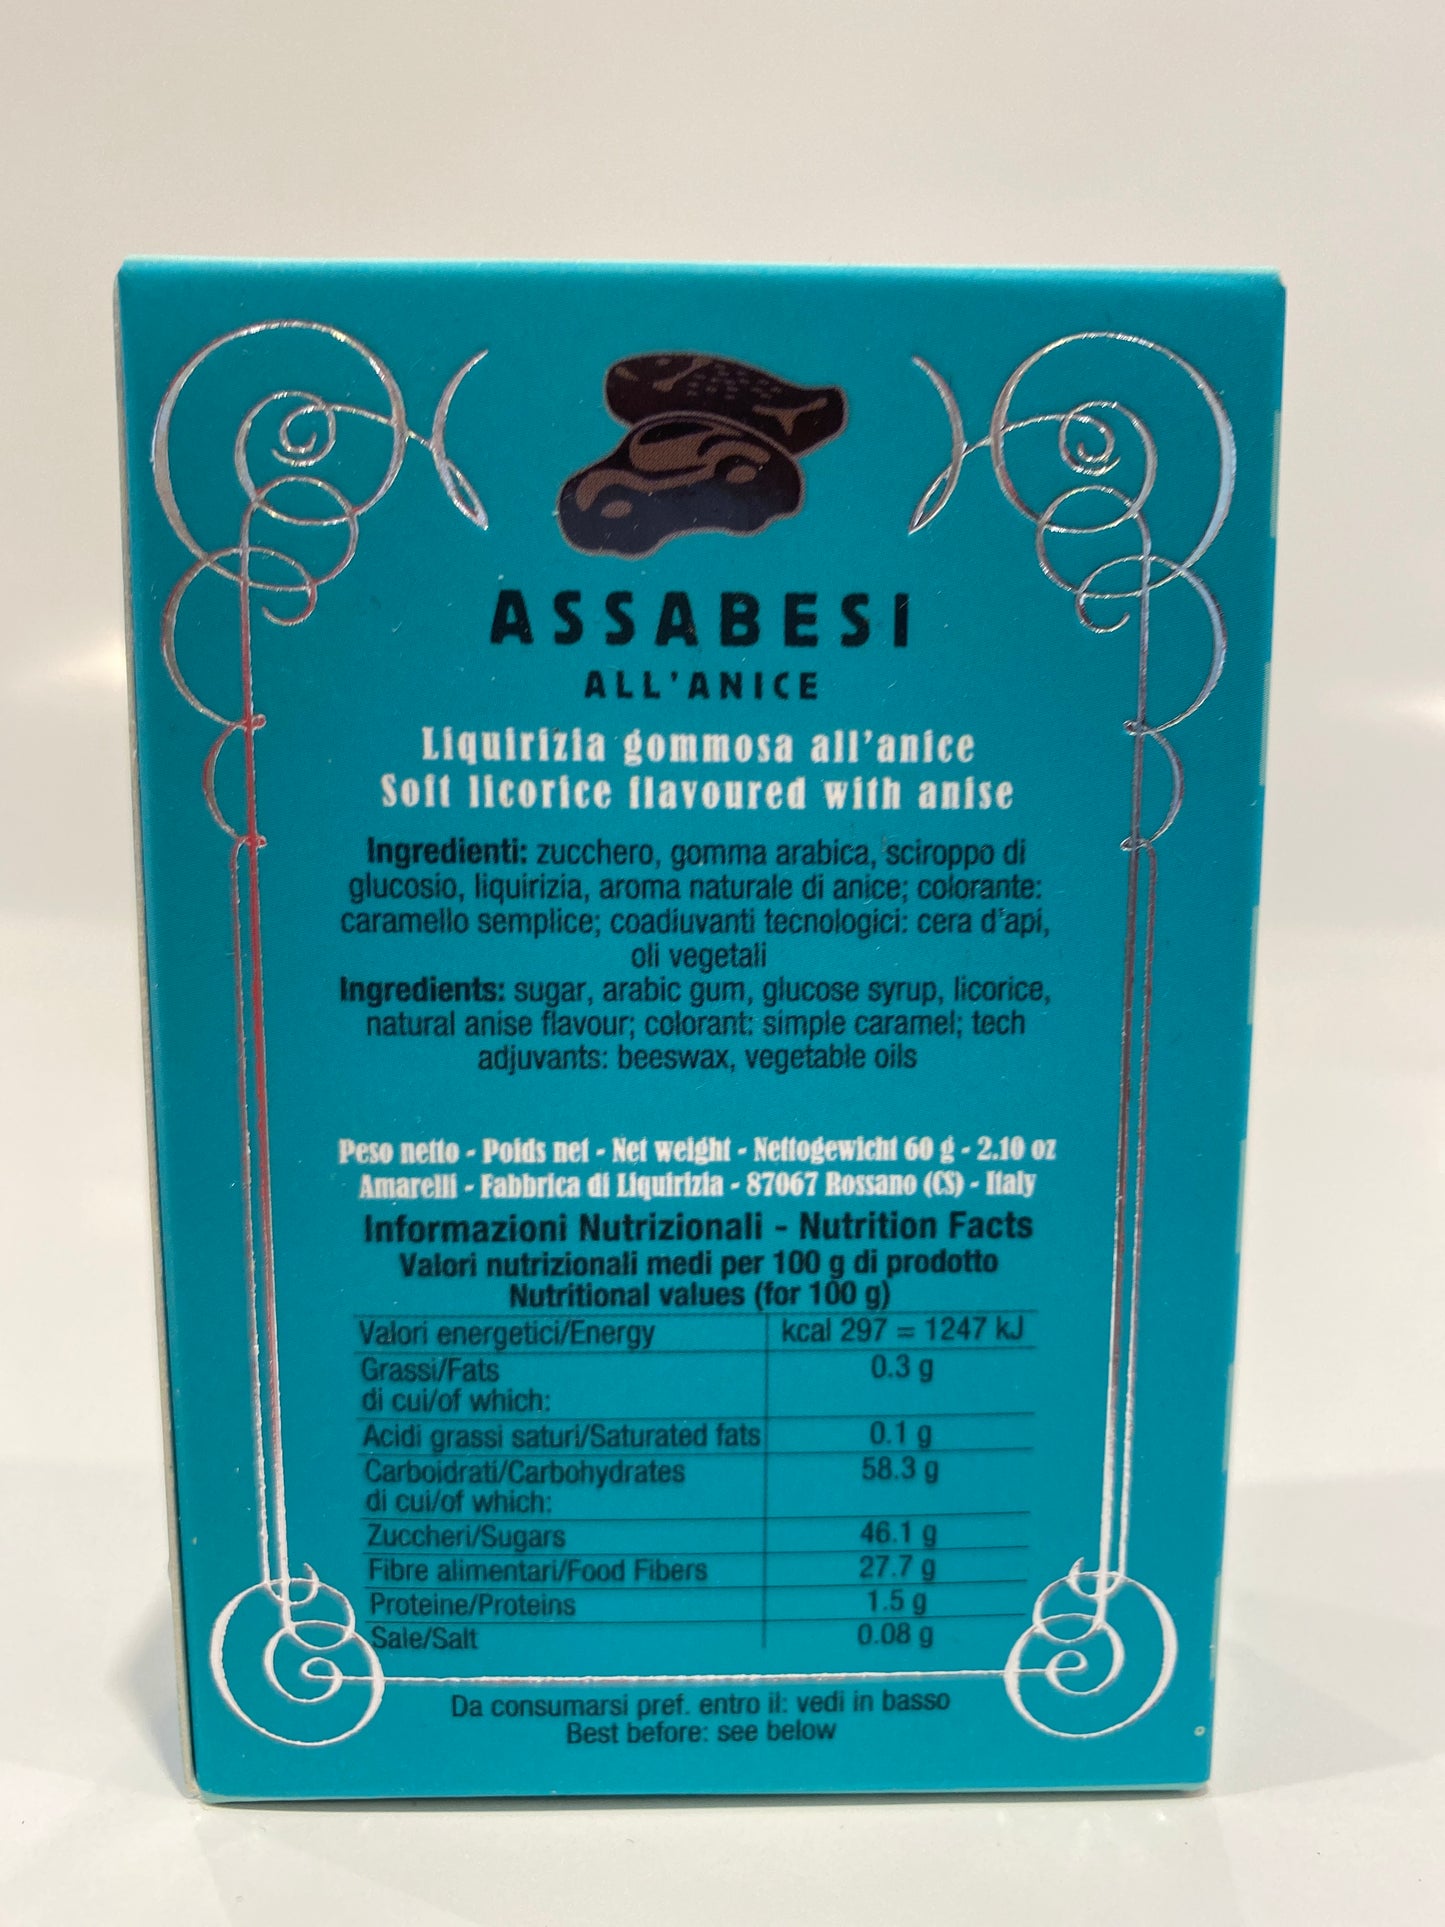 ASSABESI
ALL'ANICE
Liquirizia gommosa all'anice
Soft licorice flavoured with anise
Ingredienti: zucchero, gomma arabica, sciroppo di
glucosio, liquirizia, aroma naturale di anice; colorante:
caramello semplice; coadiuvanti tecnologici: cera d'api,
oli vegetali
Ingredients: sugar, arabic gum, glucose syrup, licorice,
natural anise flavour; colorant: simple caramel; tech
adjuvants: beeswax, vegetable oils
Peso netto - Poids net - Net weight - Nettogewicht 60 g - 2.10 oz
Amarelli - Fabbrica di Liquirizia - 87067 Rossano (CS) - Italy
Informazioni Nutrizionali - Nutrition Facts
Valori nutrizionali medi per 100 g di prodotto
Nutritional values (for 100 g)
Valori energetici/Energy kcal 297 = 1247 kJ
Grassi/Fats 0.3 g
di cui/of which:
Acidi grassi saturi/Saturated fats 0.1 g
Carboidrati/Carbohydrates 58.3 g
di cui/of which:
Zuccheri/Sugars 46.1 g
Fibre alimentari/Food Fibers 27.7 g
Proteine/Proteins 1.5 g
Sale/Salt 0.08 g
Da consumarsi pref. entro il: vedi in basso
Best before: see below